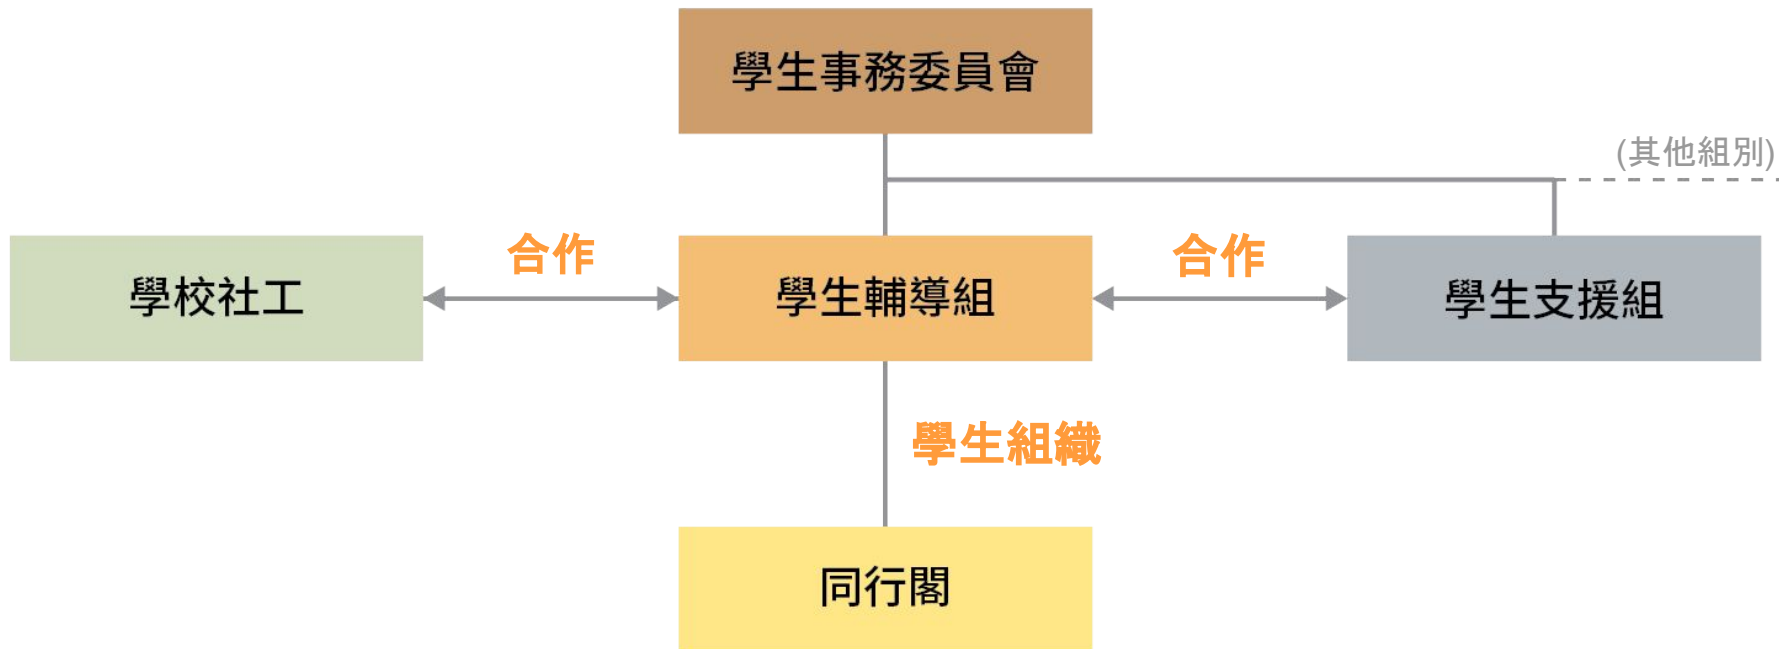 學生事務委員會
(其他組別)
學校社工
合作
學生輔導組
合作
學生支援組
學生組織
同行閣